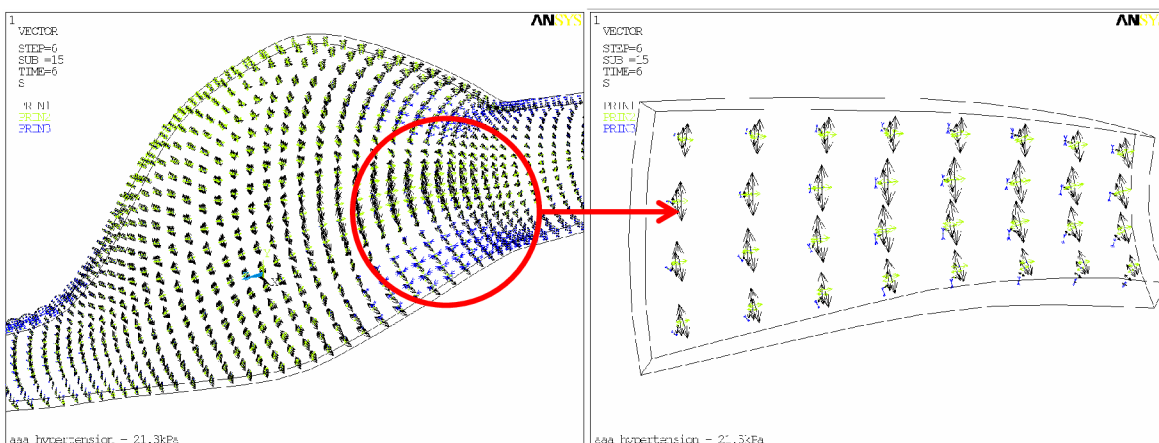 1
ANSYS
VECTOR
STEP=6
SUB =15
TIME=6
S
PRIN1
PRIN2
PRIN3
aaa hypertension - 21.3kPa
1
ANSYS
VECTOR
STEP=6
SUB =15
TIME=6
S
PRIN1
PRIN2
PRIN3
aaa hypertension - 21.3kPa